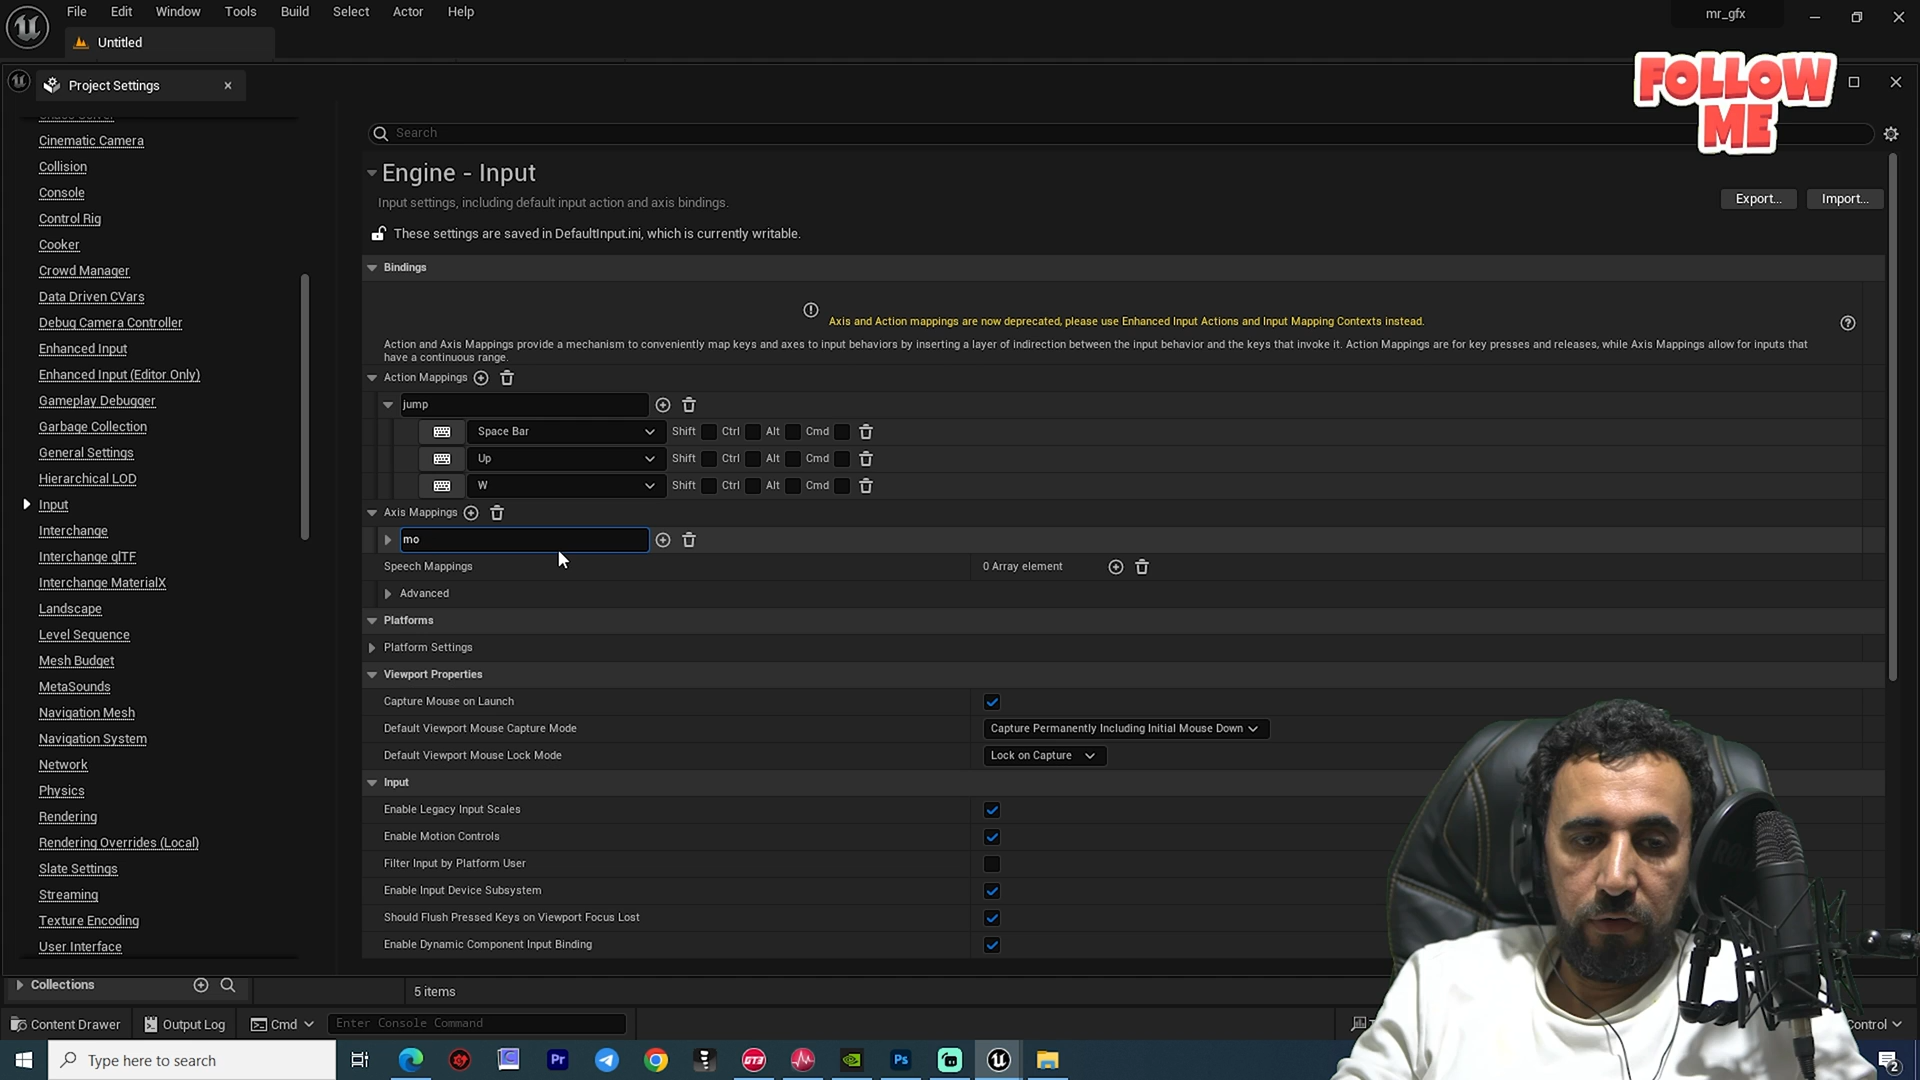 File Edit Window Tools Build Select Actor Help
mr_gfx
Untitled
Project Settings
FOLLOW
ME
Cinematic Camera
Collision
Console
Control Rig
Cooker
Crowd Manager
Data Driven CVars
Debug Camera Controller
Enhanced Input
Enhanced Input (Editor Only)
Gameplay Debugger
Garbage Collection
General Settings
Hierarchical LOD
Input
Interchange
Interchange glTF
Interchange MaterialX
Landscape
Level Sequence
Mesh Budget
MetaSounds
Navigation Mesh
Navigation System
Network
Physics
Rendering
Rendering Overrides (Local)
Slate Settings
Streaming
Texture Encoding
User Interface
Search
Engine - Input
Input settings, including default input action and axis bindings.
Export... Import...
These settings are saved in DefaultInput.ini, which is currently writable.
Bindings
Axis and Action mappings are now deprecated, please use Enhanced Input Actions and Input Mapping Contexts instead.
Action and Axis Mappings provide a mechanism to conveniently map keys and axes to input behaviors by inserting a layer of indirection between the input behavior and the keys that invoke it. Action Mappings are for key presses and releases, while Axis Mappings allow for inputs that
have a continuous range.
Action Mappings
jump
Space Bar Shift Ctrl Alt Cmd
Up Shift Ctrl Alt Cmd
W Shift Ctrl Alt Cmd
Axis Mappings
mo
Speech Mappings 0 Array element
Advanced
Platforms
Platform Settings
Viewport Properties
Capture Mouse on Launch
Default Viewport Mouse Capture Mode Capture Permanently Including Initial Mouse Down
Default Viewport Mouse Lock Mode Lock on Capture
Input
Enable Legacy Input Scales
Enable Motion Controls
Filter Input by Platform User
Enable Input Device Subsystem
Should Flush Pressed Keys on Viewport Focus Lost
Enable Dynamic Component Input Binding
Collections 5 items
Content Drawer Output Log Cmd Enter Console Command
Control
Type here to search
Pr
GT3
Ps
2